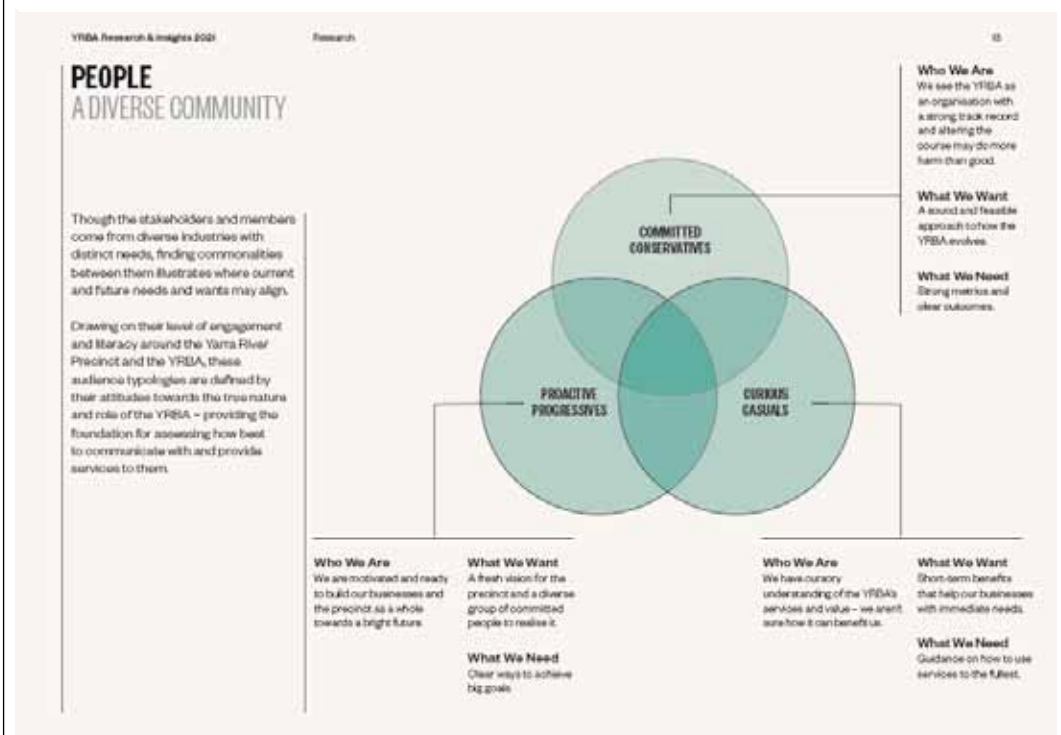 YRBA Research & Insights 2021
Research
PEOPLE
A DIVERSE COMMUNITY
Though the stakeholders and members
come from diverse industries with
distinct needs, finding commonalities
between them illustrates where current
and future needs and wants may align.
Drawing on their level of engagement
and literacy around the Yarra River
Precinct and the YRBA, these
audience typologies are defined by
their attitudes towards the true nature
and role of the YRBA – providing the
foundation for assessing how best
to communicate with and provide
services to them.
COMMITTED
CONSERVATIVES
PROACTIVE
PROGRESSIVES
CURIOUS
CASUALS
Who We Are
We see the YRBA as
an organisation with
a strong track record
and altering the
course may do more
harm than good.
What We Want
A sound and feasible
approach to how the
YRBA evolves.
What We Need
Strong metrics and
clear outcomes.
Who We Are
We are motivated and ready
to build our businesses and
the precinct as a whole
towards a bright future.
What We Want
A fresh vision for the
precinct and a diverse
group of committed
people to realise it.
What We Need
Clear ways to achieve
big goals.
Who We Are
We have cursory
understanding of the YRBA's
services and value – we aren't
sure how it can benefit us.
What We Want
Short-term benefits
that help our businesses
with immediate needs.
What We Need
Guidance on how to use
services to the fullest.